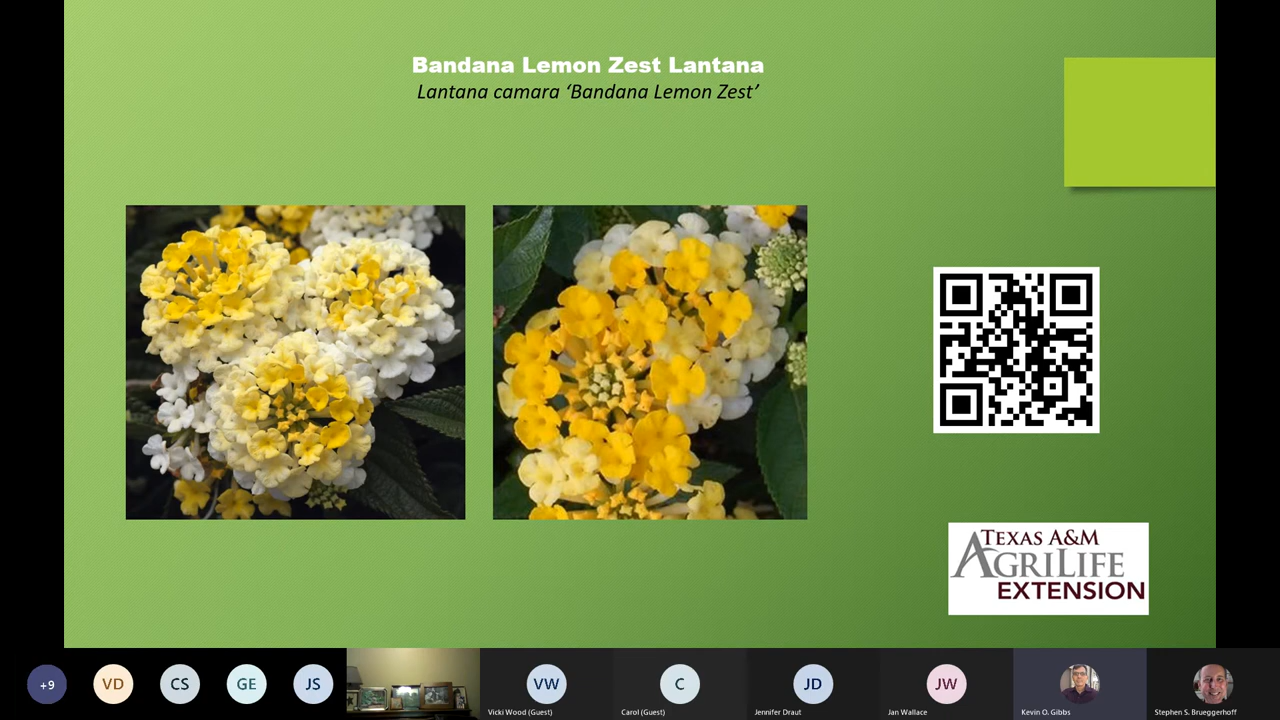 Bandana Lemon Zest Lantana
Lantana camara ‘Bandana Lemon Zest’
TEXAS A&M
AGRILIFE
EXTENSION
+9
VD
CS
GE
JS
VW
Vicki Wood (Guest)
C
Carol (Guest)
JD
Jennifer Draut
JW
Jan Wallace
Kevin O. Gibbs
Stephen S. Brueggerhoff